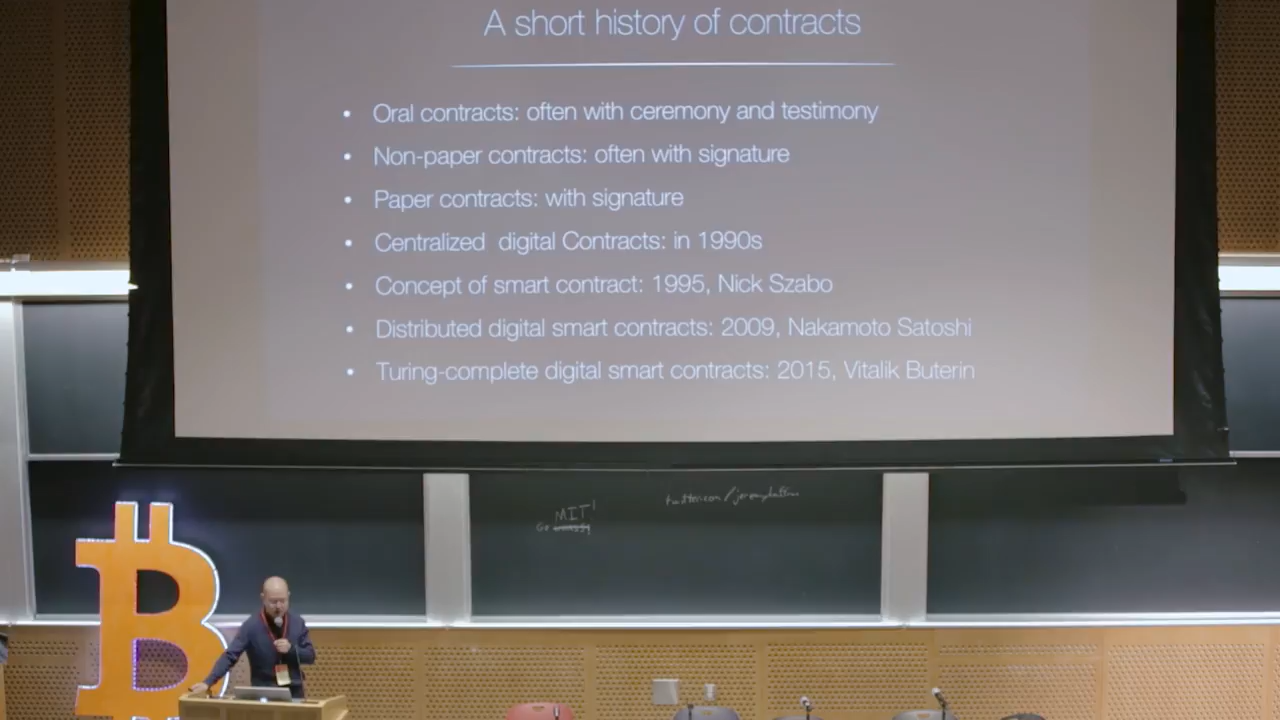 A short history of contracts
• Oral contracts: often with ceremony and testimony
• Non-paper contracts: often with signature
• Paper contracts: with signature
• Centralized digital Contracts: in 1990s
• Concept of smart contract: 1995, Nick Szabo
• Distributed digital smart contracts: 2009, Nakamoto Satoshi
• Turing-complete digital smart contracts: 2015, Vitalik Buterin
MIT!
Go